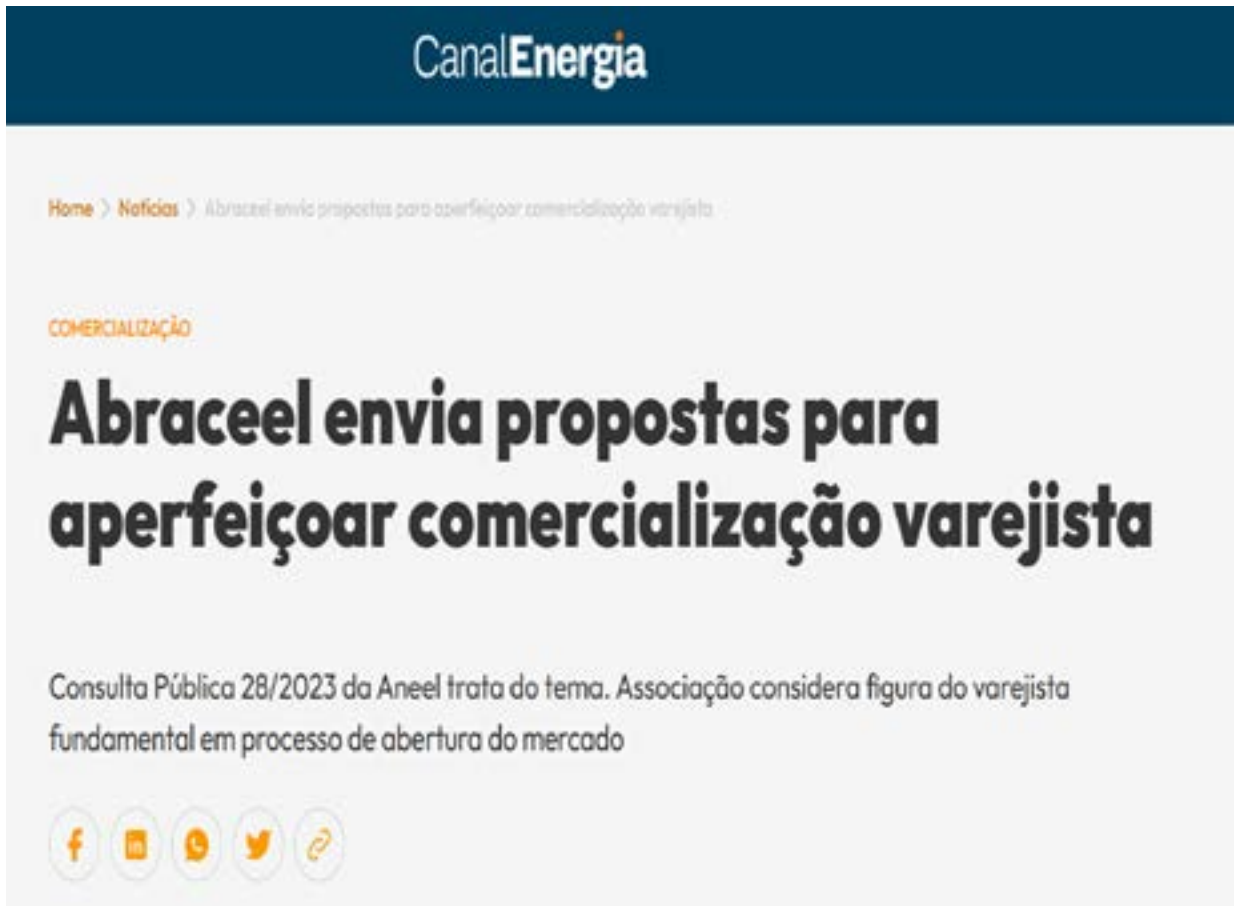 CanalEnergia
Home > Notícias > Abraceel envia propostas para aperfeiçoar comercialização varejista
COMERCIALIZAÇÃO
Abraceel envia propostas para
aperfeiçoar comercialização varejista
Consulta Pública 28/2023 da Aneel trata do tema. Associação considera figura do varejista
fundamental em processo de abertura do mercado